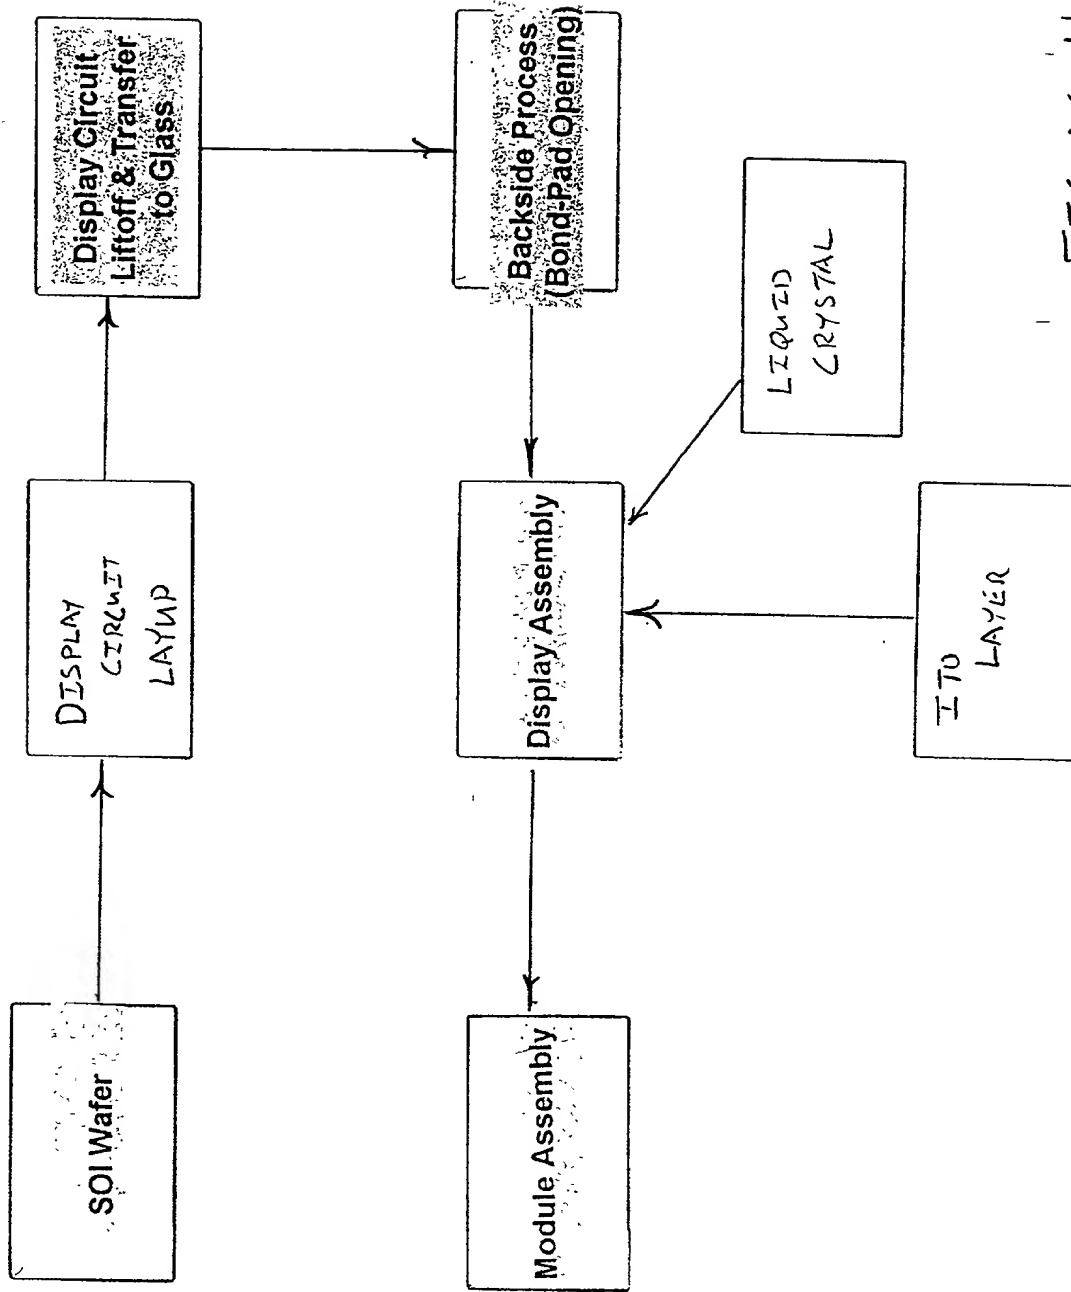 SOI Wafer
DISPLAY
CIRCUIT
LAYUP
Display Circuit
Liftoff & Transfer
to Glass
Module Assembly
Display Assembly
Backside Process
(Bond-Pad Opening)
LIQUID
CRYSTAL
ITO
LAYER